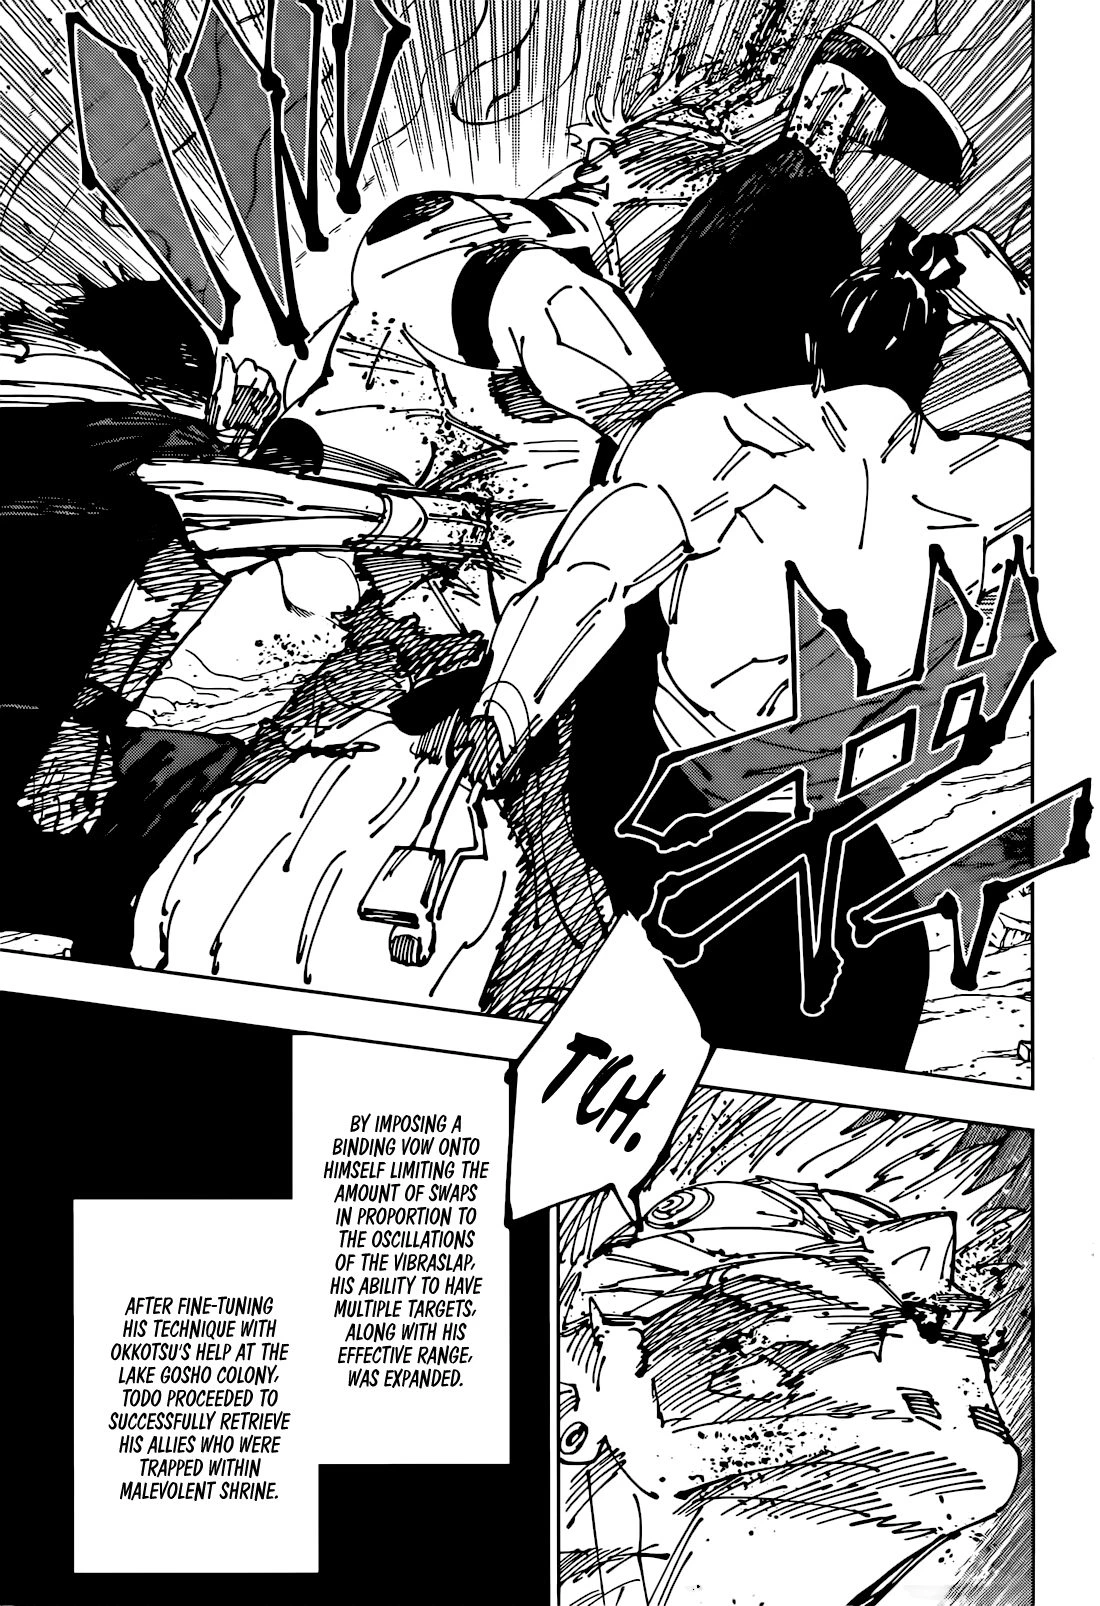 TCH.
BY IMPOSING A
BINDING VOW ONTO
HIMSELF LIMITING THE
AMOUNT OF SWAPS
IN PROPORTION TO
THE OSCILLATIONS
OF THE VIBRASLAP,
HIS ABILITY TO HAVE
MULTIPLE TARGETS,
ALONG WITH HIS
EFFECTIVE RANGE,
WAS EXPANDED.
AFTER FINE-TUNING
HIS TECHNIQUE WITH
OKKOTSU'S HELP AT THE
LAKE GOSHO COLONY,
TODO PROCEEDED TO
SUCCESSFULLY RETRIEVE
HIS ALLIES WHO WERE
TRAPPED WITHIN
MALEVOLENT SHRINE.